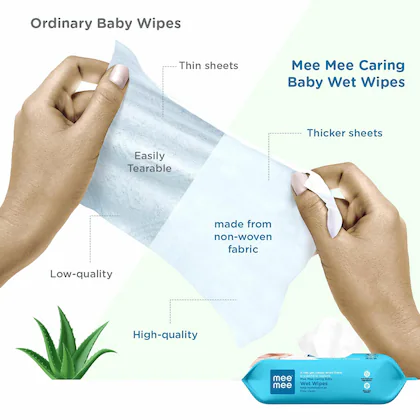 Ordinary Baby Wipes
Thin sheets
Mee Mee Caring
Baby Wet Wipes
Thicker sheets
Easily
Tearable
made from
non-woven
fabric
Low-quality
High-quality
mee
mee
Wet Wipes